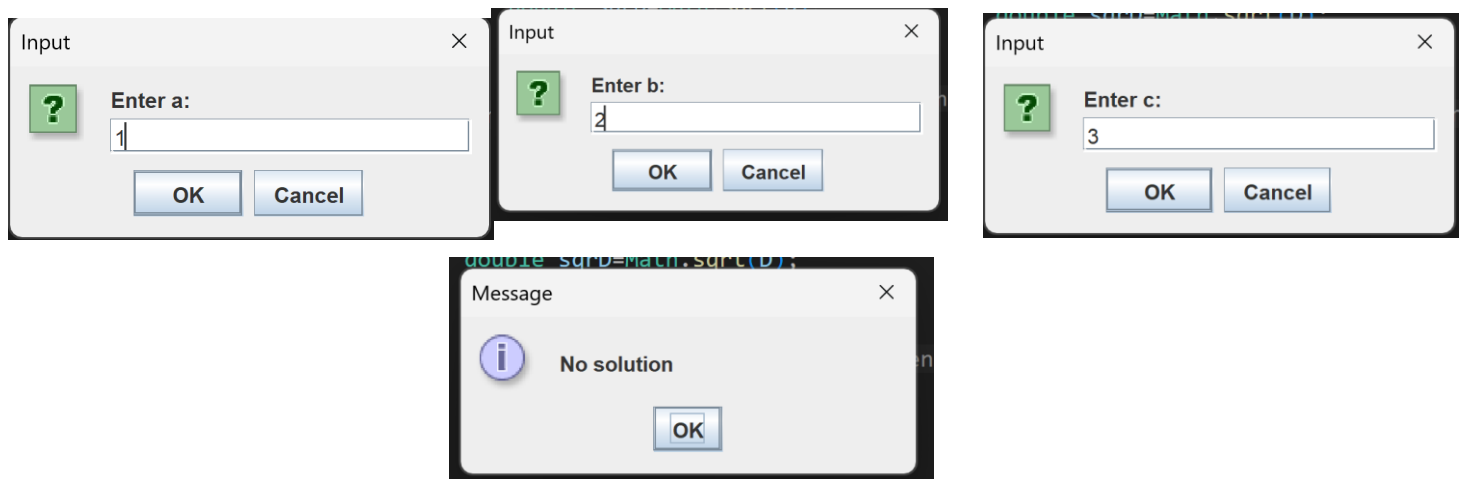 Input
Enter a:
1
OK
Cancel
Input
Enter b:
2
OK
Cancel
Input
Enter c:
3
OK
Cancel
double sqrD=Math.sqrt(D);
Message
No solution
OK